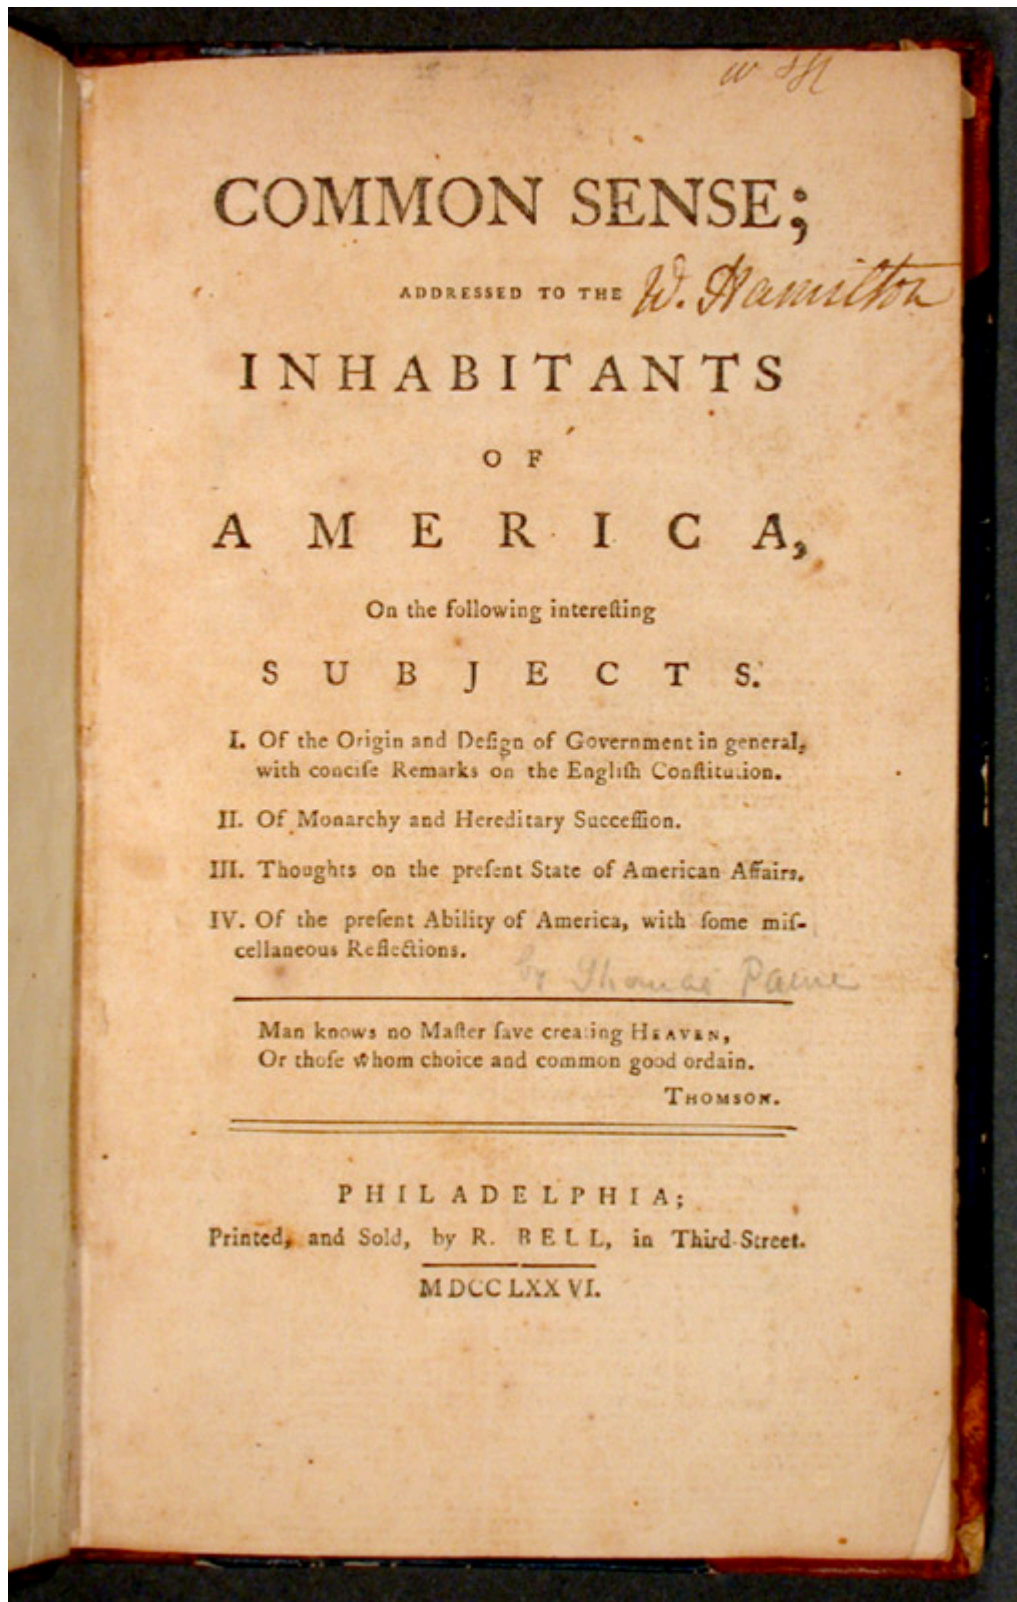 COMMON SENSE;
ADDRESSED TO THE W. Hamilton
INHABITANTS
OF
AMERICA,
On the following intereſting
SUBJECTS.
I. Of the Origin and Deſign of Government in general,
with conciſe Remarks on the Engliſh Conſtitution.
II. Of Monarchy and Hereditary Succeſſion.
III. Thoughts on the preſent State of American Affairs.
IV. Of the preſent Ability of America, with ſome miſ-
cellaneous Reflections.
by Thomas Paine
Man knows no Maſter ſave creating HEAVEN,
Or thoſe whom choice and common good ordain.
THOMSON.
PHILADELPHIA;
Printed, and Sold, by R. BELL, in Third-Street.
MDCCLXXVI.